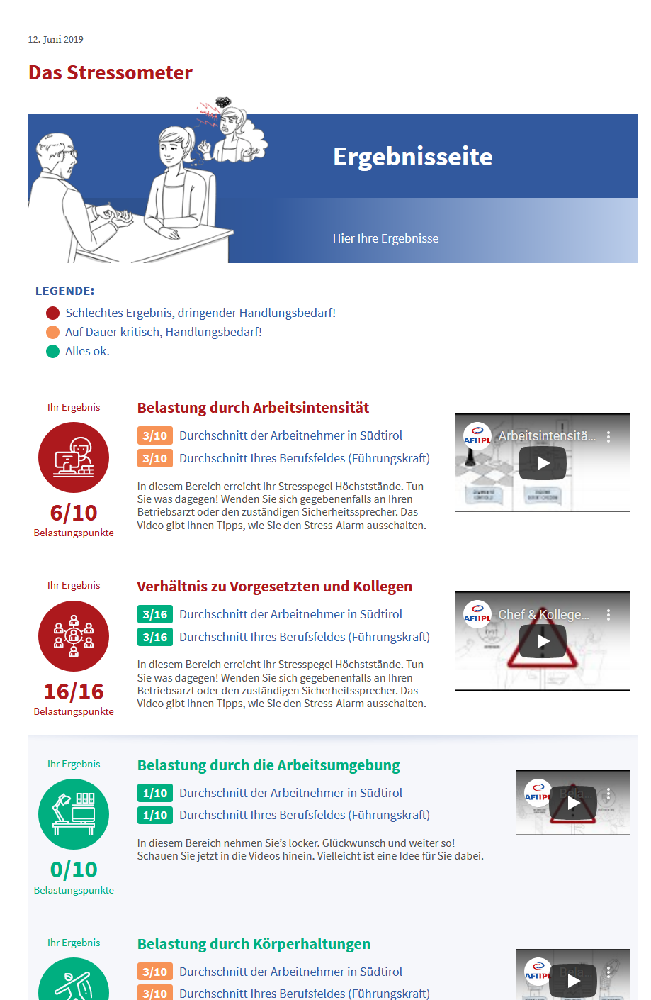 12. Juni 2019
Das Stressometer
Ergebnisseite
Hier Ihre Ergebnisse
LEGENDE:
Schlechtes Ergebnis, dringender Handlungsbedarf!
Auf Dauer kritisch, Handlungsbedarf!
Alles ok.
Ihr Ergebnis
6/10
Belastungspunkte
Belastung durch Arbeitsintensität
3/10 Durchschnitt der Arbeitnehmer in Südtirol
3/10 Durchschnitt Ihres Berufsfeldes (Führungskraft)
In diesem Bereich erreicht Ihr Stresspegel Höchststände. Tun
Sie was dagegen! Wenden Sie sich gegebenenfalls an Ihren
Betriebsarzt oder den zuständigen Sicherheitssprecher. Das
Video gibt Ihnen Tipps, wie Sie den Stress-Alarm ausschalten.
AFIIPL
Arbeitsintensitä...
Ihr Ergebnis
16/16
Belastungspunkte
Verhältnis zu Vorgesetzten und Kollegen
3/16 Durchschnitt der Arbeitnehmer in Südtirol
3/16 Durchschnitt Ihres Berufsfeldes (Führungskraft)
In diesem Bereich erreicht Ihr Stresspegel Höchststände. Tun
Sie was dagegen! Wenden Sie sich gegebenenfalls an Ihren
Betriebsarzt oder den zuständigen Sicherheitssprecher. Das
Video gibt Ihnen Tipps, wie Sie den Stress-Alarm ausschalten.
AFIIPL
Chef & Kollege...
Ihr Ergebnis
0/10
Belastungspunkte
Belastung durch die Arbeitsumgebung
1/10 Durchschnitt der Arbeitnehmer in Südtirol
1/10 Durchschnitt Ihres Berufsfeldes (Führungskraft)
In diesem Bereich nehmen Sie’s locker. Glückwunsch und weiter so!
Schauen Sie jetzt in die Videos hinein. Vielleicht ist eine Idee für Sie dabei.
AFIIPL
Bela...
Ihr Ergebnis
Belastung durch Körperhaltungen
3/10 Durchschnitt der Arbeitnehmer in Südtirol
3/10 Durchschnitt Ihres Berufsfeldes (Führungskraft)
AFIIPL
Bela...